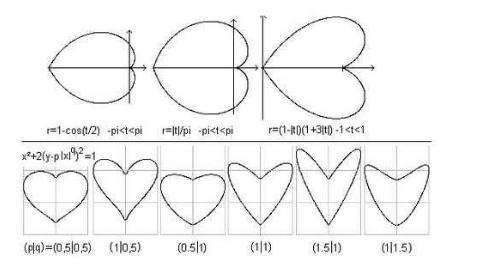 r=1-cos(t/2) -pi<t<pi r=|t|/pi -pi<t<pi r=(1-|t|)(1+3|t|) -1<t<1
x²+2(y-p|x|^q)²=1
(p|q)=(0,5|0,5) (1|0,5) (0.5|1) (1|1) (1.5|1) (1|1.5)